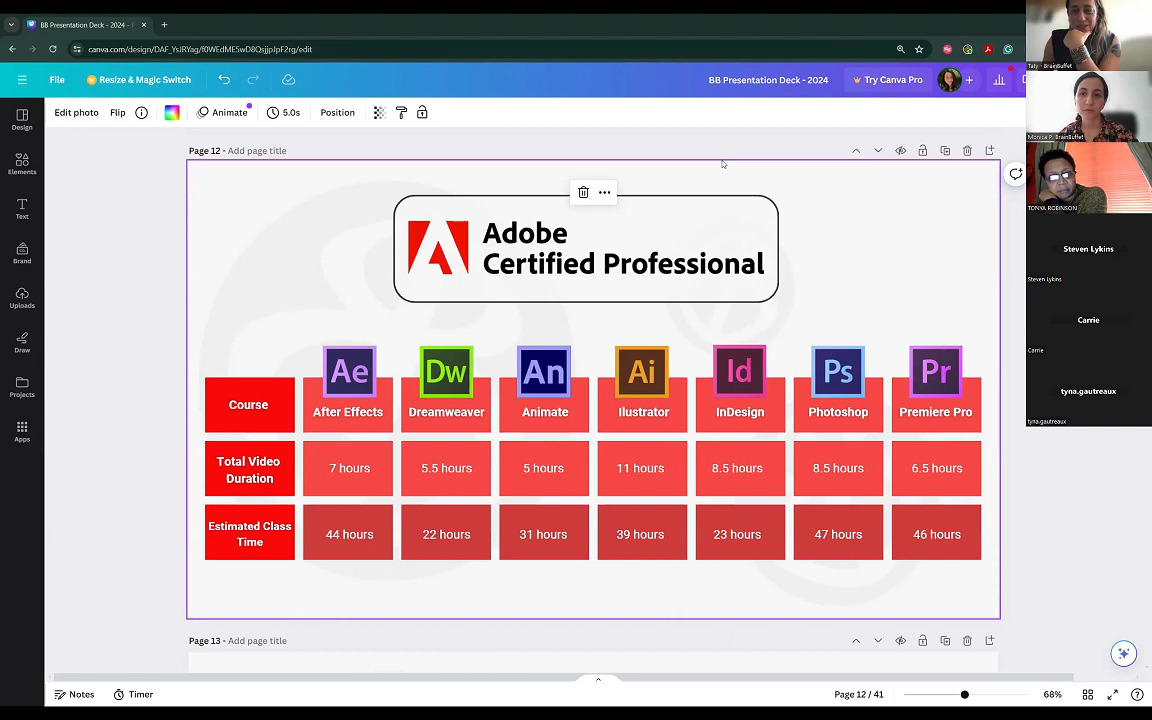 BB Presentation Deck - 2024 -
canva.com/design/DAF_YsJRYag/f0WEdME5wD8QsjjpJpF2rg/edit
File
Resize & Magic Switch
BB Presentation Deck - 2024
Try Canva Pro
Edit photo
Flip
Animate
5.0s
Position
Design
Elements
Text
Brand
Uploads
Draw
Projects
Apps
Page 12 - Add page title
Adobe
Certified Professional
Ae Dw An Ai Id Ps Pr
Course After Effects Dreamweaver Animate Ilustrator InDesign Photoshop Premiere Pro
Total Video
Duration
7 hours 5.5 hours 5 hours 11 hours 8.5 hours 8.5 hours 6.5 hours
Estimated Class
Time
44 hours 22 hours 31 hours 39 hours 23 hours 47 hours 46 hours
Page 13 - Add page title
Notes
Timer
Page 12 / 41
68%
Taty - BrainBuffet
Monica P. BrainBuffet
TONYA ROBINSON
Steven Lykins
Steven Lykins
Carrie
Carrie
tyna.gautreaux
tyna.gautreaux